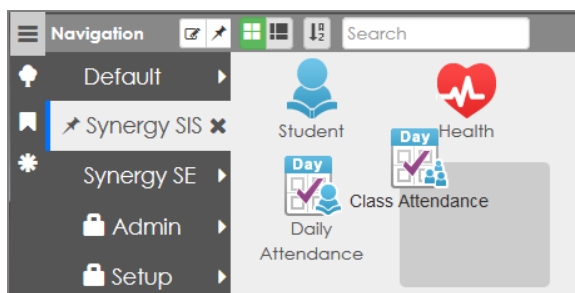 Navigation
Search
Default
Synergy SIS
Synergy SE
Admin
Setup
Student
Health
Day
Day
Class Attendance
Daily
Attendance